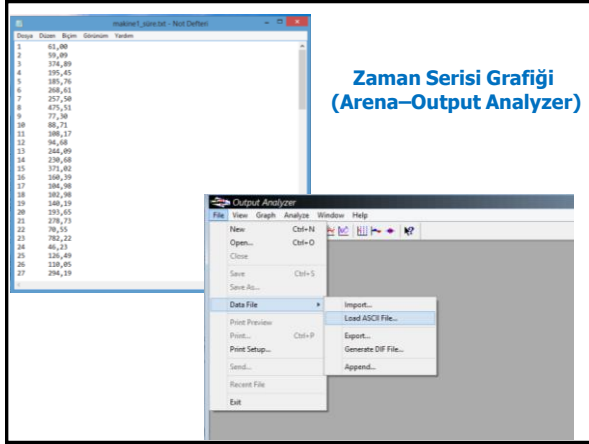 makine1_süre.txt - Not Defteri
Dosya Düzen Biçim Görünüm Yardım
1 61,00
2 59,09
3 374,89
4 195,45
5 185,76
6 268,61
7 257,50
8 475,51
9 77,30
10 88,71
11 108,17
12 94,68
13 244,09
14 230,68
15 371,02
16 160,39
17 104,98
18 102,98
19 140,19
20 193,65
21 278,73
22 70,55
23 782,22
24 46,23
25 126,49
26 110,05
27 294,19
Zaman Serisi Grafiği
(Arena–Output Analyzer)
Output Analyzer
File View Graph Analyze Window Help
New Ctrl+N
Open... Ctrl+O
Close
Save Ctrl+S
Save As...
Data File
Print Preview
Print... Ctrl+P
Print Setup...
Send...
Recent File
Exit
Import...
Load ASCII File...
Export...
Generate DIF File...
Append...